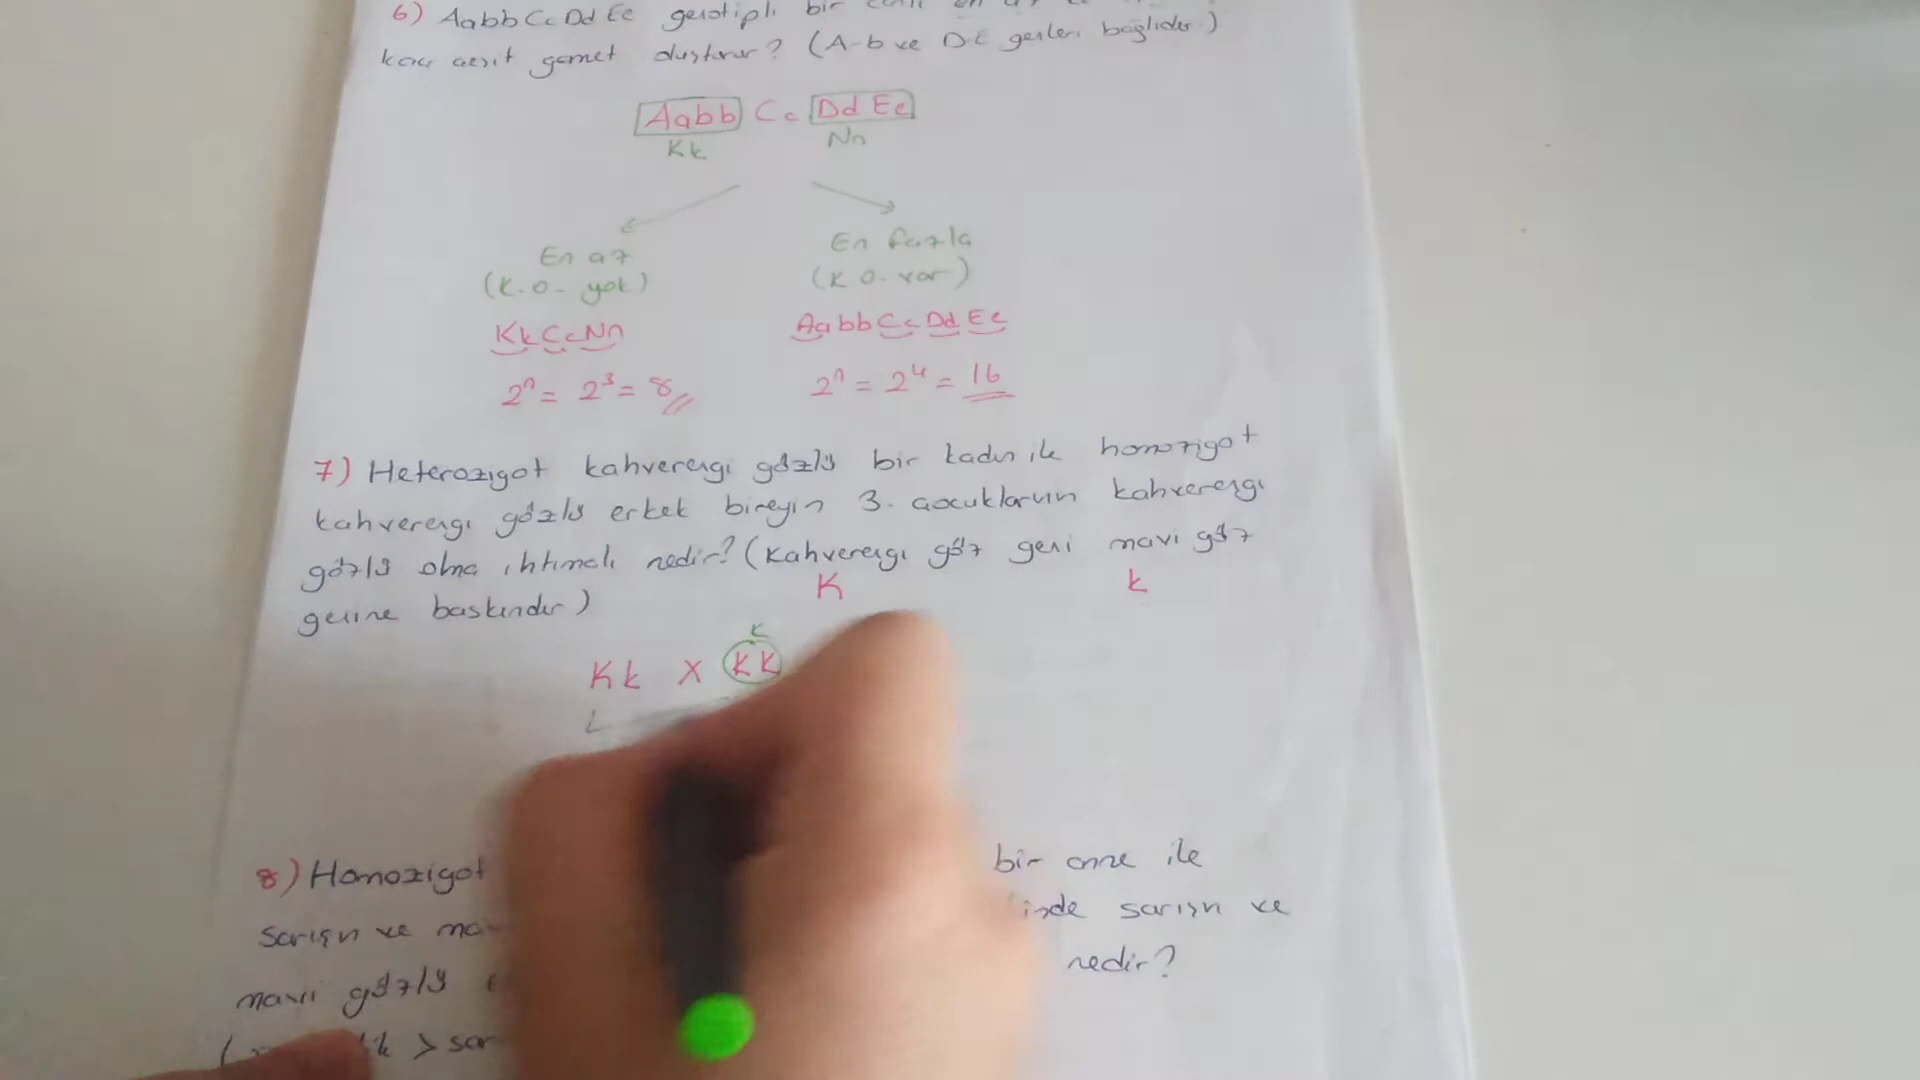 6) AabbCcDdEe genotipli bir
kaç çeşit gamet oluşturur? (A-b ve D-E genleri bağlıdır.)
Aabb Cc Dd Ee
Kk Nn
En az
(K.O. yok)
KkCcNn
2ⁿ = 2³ = 8
En fazla
(K.O. var)
AabbCcDdEe
2ⁿ = 2⁴ = 16
7) Heterozigot kahverengi gözlü bir kadın ile homozigot
kahverengi gözlü erkek bireyin 3. çocuklarının kahverengi
gözlü olma ihtimali nedir? (Kahverengi göz geni mavi göz
K k
genine baskındır)
K
Kk X KK
8) Homozigot bir anne ile
sarışın ve sarışın ve
mavi gözlü nedir?